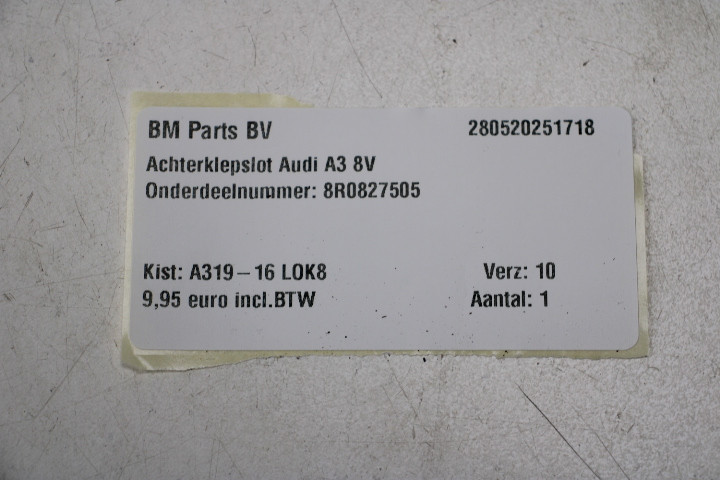 BM Parts BV 280520251718
Achterklepslot Audi A3 8V
Onderdeelnummer: 8R0827505
Kist: A319-16 LOK8 Verz: 10
9,95 euro incl.BTW Aantal: 1